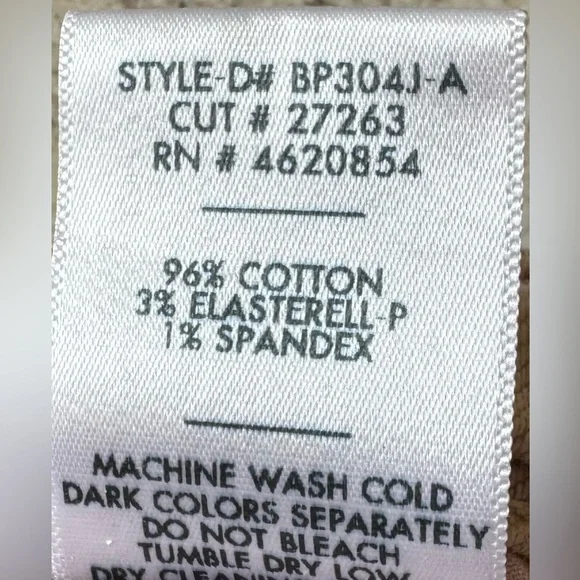 STYLE-D# BP304J-A
CUT # 27263
RN # 4620854
96% COTTON
3% ELASTERELL-P
1% SPANDEX
MACHINE WASH COLD
DARK COLORS SEPARATELY
DO NOT BLEACH
TUMBLE DRY LOW
DRY